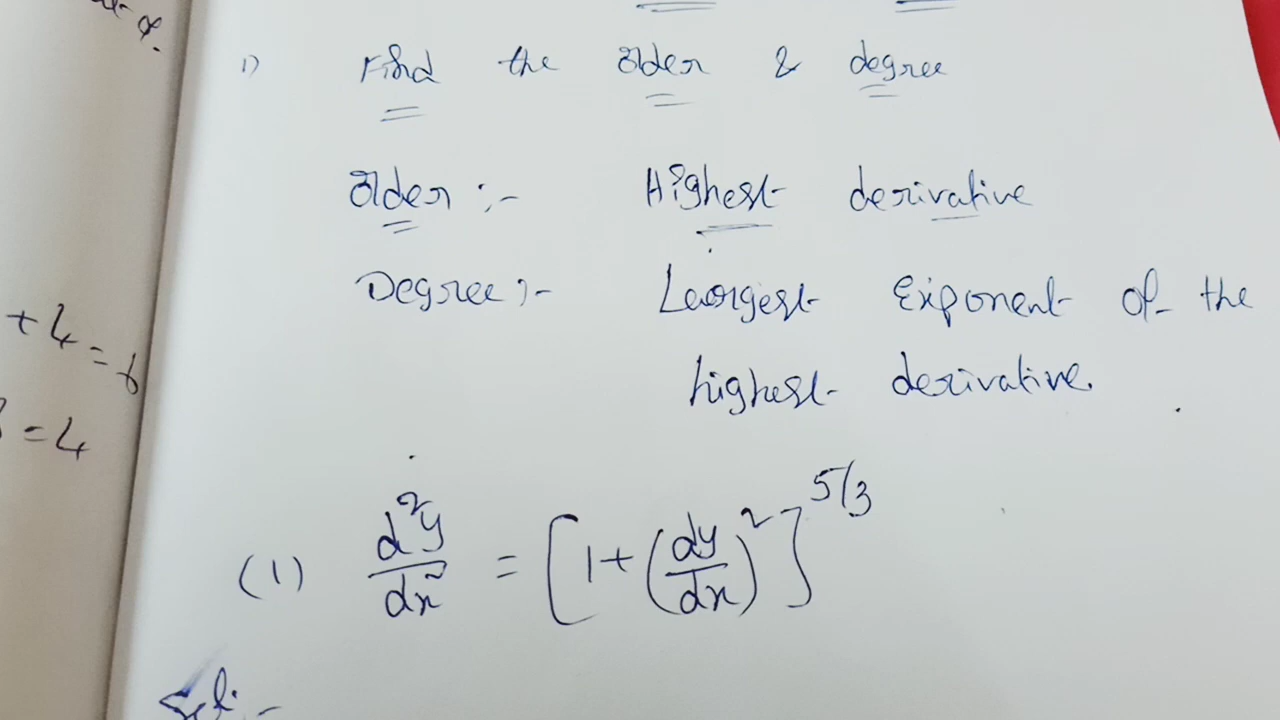 1) Find the order & degree
Order :- Highest derivative
Degree :- Largest Exponent of the
highest derivative.
+4=6
=4
(1) d²y/dx² = [1+(dy/dx)²]^5/3
Sol:-